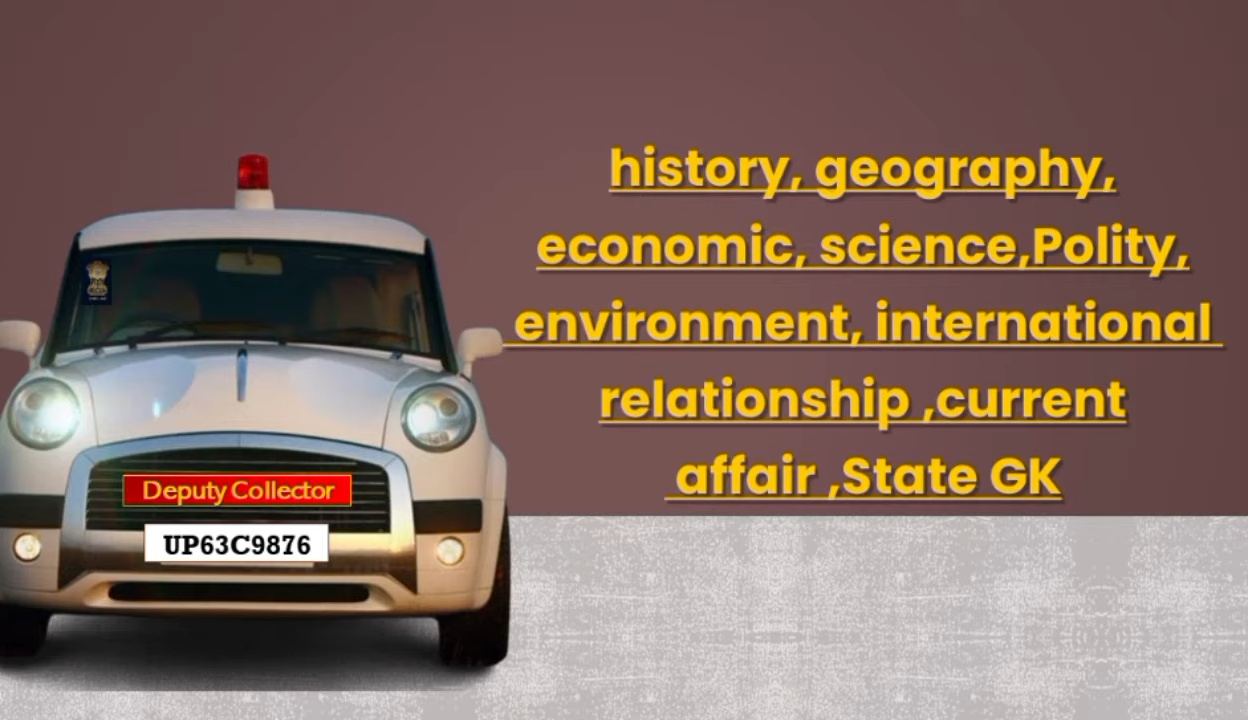 history, geography,
economic, science,Polity,
environment, international
relationship ,current
affair ,State GK
Deputy Collector
UP63C9876